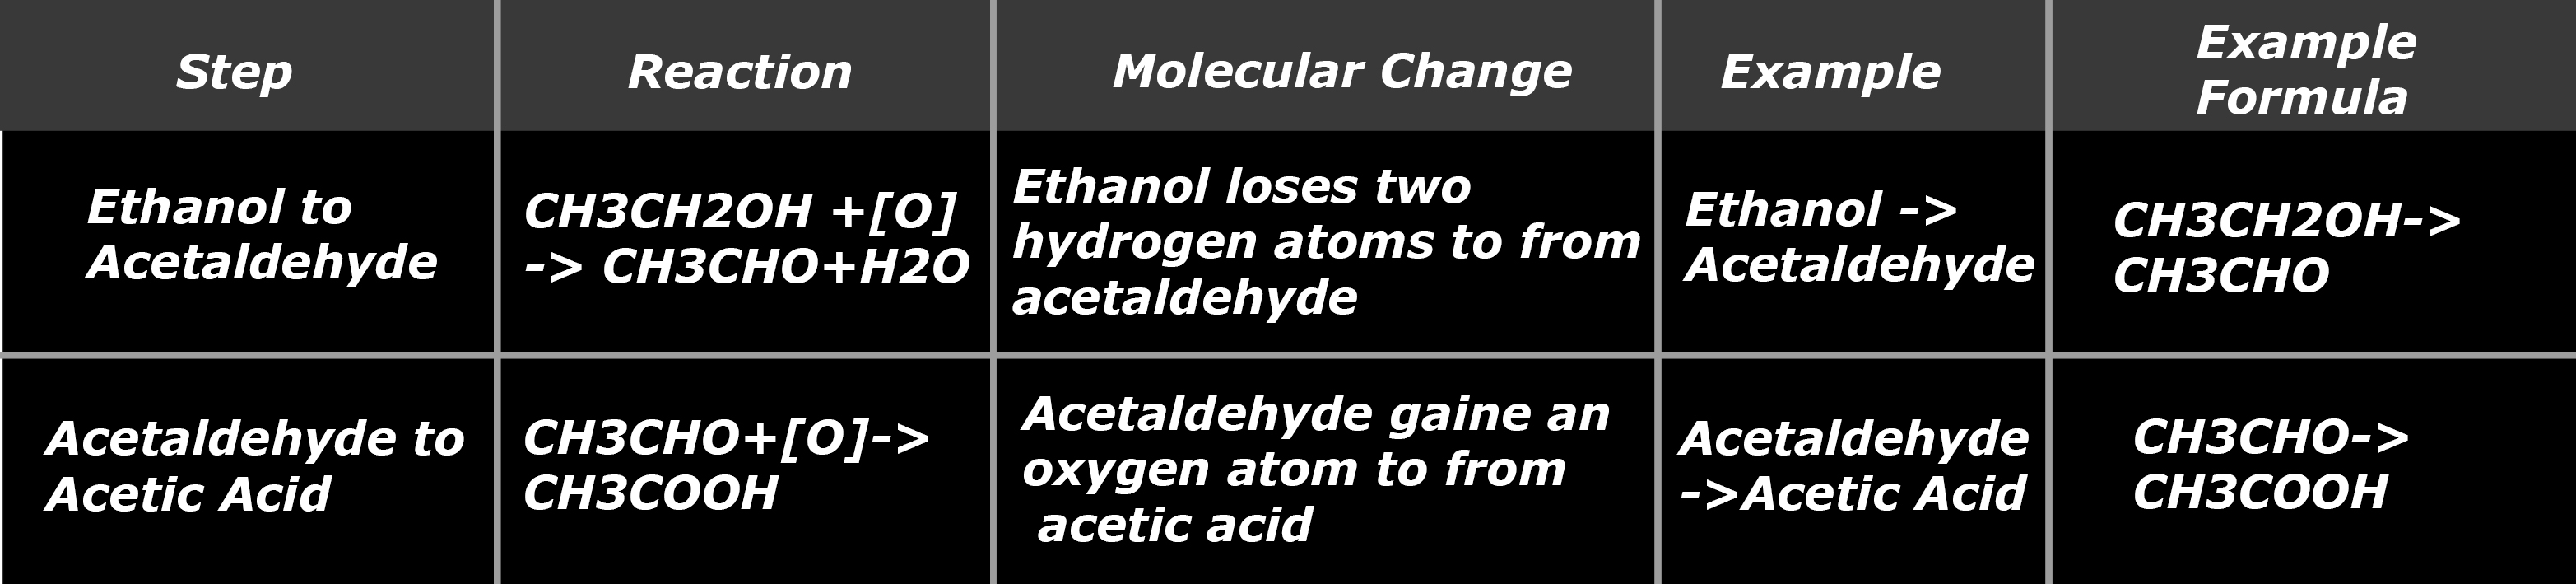 Step
Reaction
Molecular Change
Example
Example
Formula
Ethanol to
Acetaldehyde
CH3CH2OH +[O]
-> CH3CHO+H2O
Ethanol loses two
hydrogen atoms to from
acetaldehyde
Ethanol ->
Acetaldehyde
CH3CH2OH->
CH3CHO
Acetaldehyde to
Acetic Acid
CH3CHO+[O]->
CH3COOH
Acetaldehyde gaine an
oxygen atom to from
acetic acid
Acetaldehyde
->Acetic Acid
CH3CHO->
CH3COOH